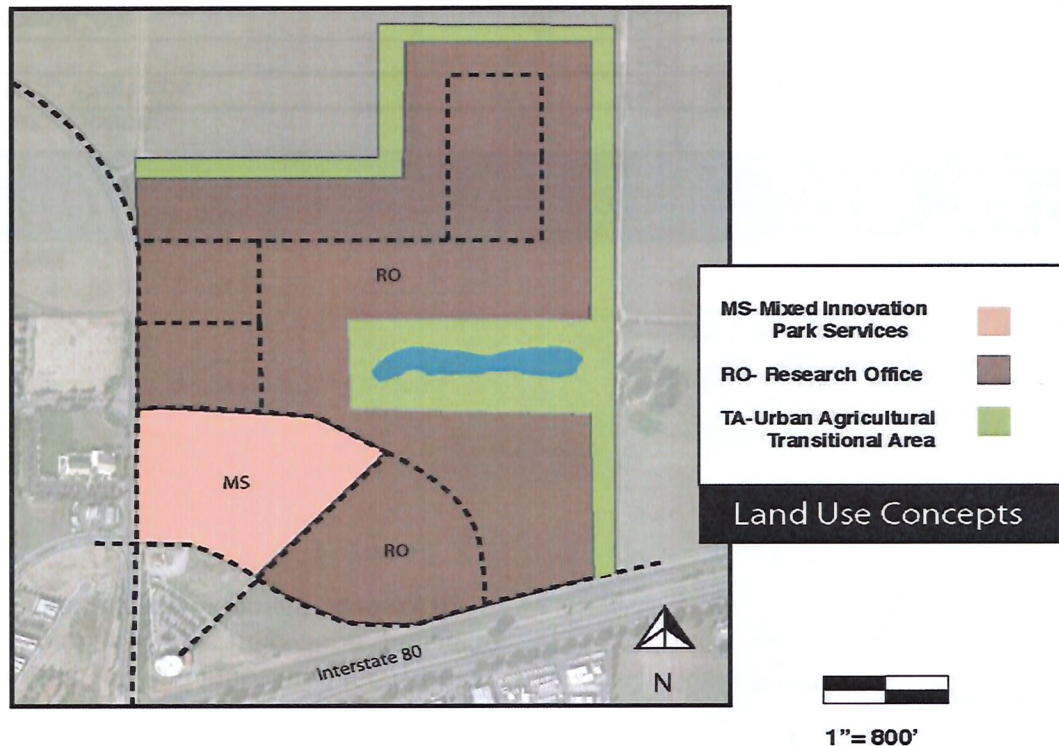 RO
MS
RO
Interstate 80
N
MS-Mixed Innovation
Park Services
RO- Research Office
TA-Urban Agricultural
Transitional Area
Land Use Concepts
1”= 800’